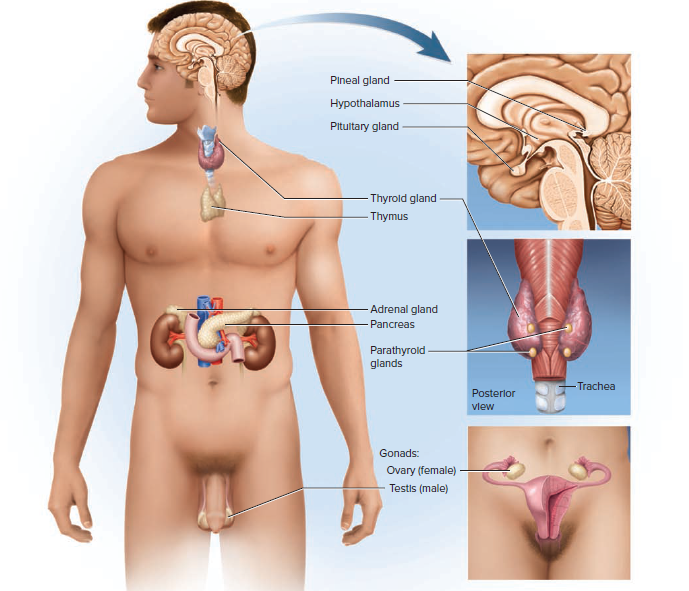 Pineal gland
Hypothalamus
Pituitary gland
Thyroid gland
Thymus
Adrenal gland
Pancreas
Parathyroid
glands
Trachea
Posterior
view
Gonads:
Ovary (female)
Testis (male)